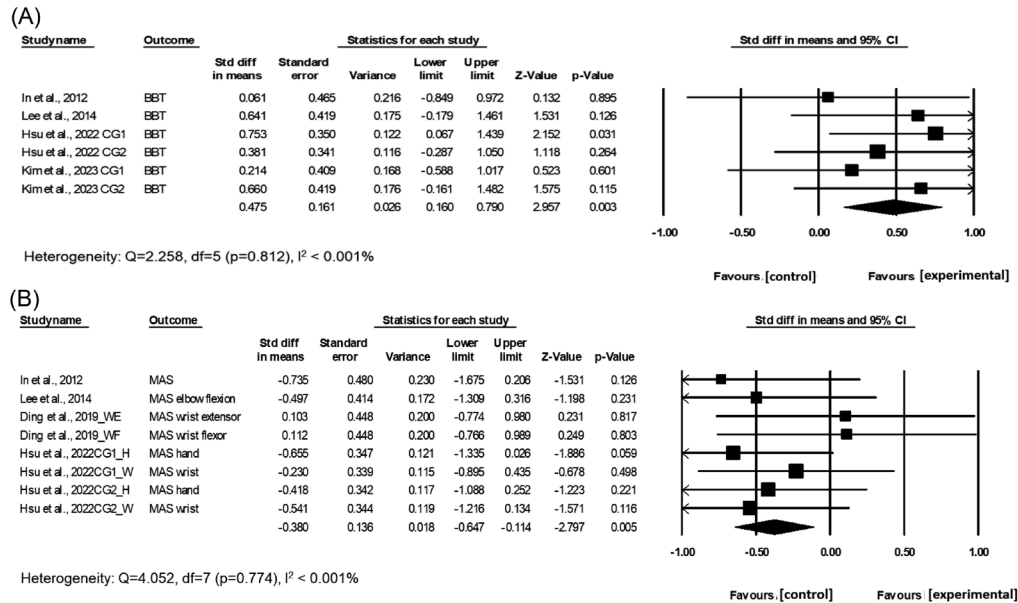 (A)
Studyname Outcome Statistics for each study Std diff in means and 95% CI
Std diff in means Standard error Variance Lower limit Upper limit Z-Value p-Value
In et al., 2012 BBT 0.061 0.465 0.216 -0.849 0.972 0.132 0.895
Lee et al., 2014 BBT 0.641 0.419 0.175 -0.179 1.461 1.531 0.126
Hsu et al., 2022 CG1 BBT 0.753 0.350 0.122 0.067 1.439 2.152 0.031
Hsu et al., 2022 CG2 BBT 0.381 0.341 0.116 -0.287 1.050 1.118 0.264
Kim et al., 2023 CG1 BBT 0.214 0.409 0.168 -0.588 1.017 0.523 0.601
Kim et al., 2023 CG2 BBT 0.660 0.419 0.176 -0.161 1.482 1.575 0.115
0.475 0.161 0.026 0.160 0.790 2.957 0.003
-1.00 -0.50 0.00 0.50 1.00
Heterogeneity: Q=2.258, df=5 (p=0.812), I² < 0.001%
Favours [control] Favours [experimental]
(B)
Studyname Outcome Statistics for each study Std diff in means and 95% CI
Std diff in means Standard error Variance Lower limit Upper limit Z-Value p-Value
In et al., 2012 MAS -0.735 0.480 0.230 -1.675 0.206 -1.531 0.126
Lee et al., 2014 MAS elbow flexion -0.497 0.414 0.172 -1.309 0.316 -1.198 0.231
Ding et al., 2019_WE MAS wrist extensor 0.103 0.448 0.200 -0.774 0.980 0.231 0.817
Ding et al., 2019_WF MAS wrist flexor 0.112 0.448 0.200 -0.766 0.989 0.249 0.803
Hsu et al., 2022CG1_H MAS hand -0.655 0.347 0.121 -1.335 0.026 -1.886 0.059
Hsu et al., 2022CG1_W MAS wrist -0.230 0.339 0.115 -0.895 0.435 -0.678 0.498
Hsu et al., 2022CG2_H MAS hand -0.418 0.342 0.117 -1.088 0.252 -1.223 0.221
Hsu et al., 2022CG2_W MAS wrist -0.541 0.344 0.119 -1.216 0.134 -1.571 0.116
-0.380 0.136 0.018 -0.647 -0.114 -2.797 0.005
-1.00 -0.50 0.00 0.50 1.00
Heterogeneity: Q=4.052, df=7 (p=0.774), I² < 0.001%
Favours [control] Favours [experimental]